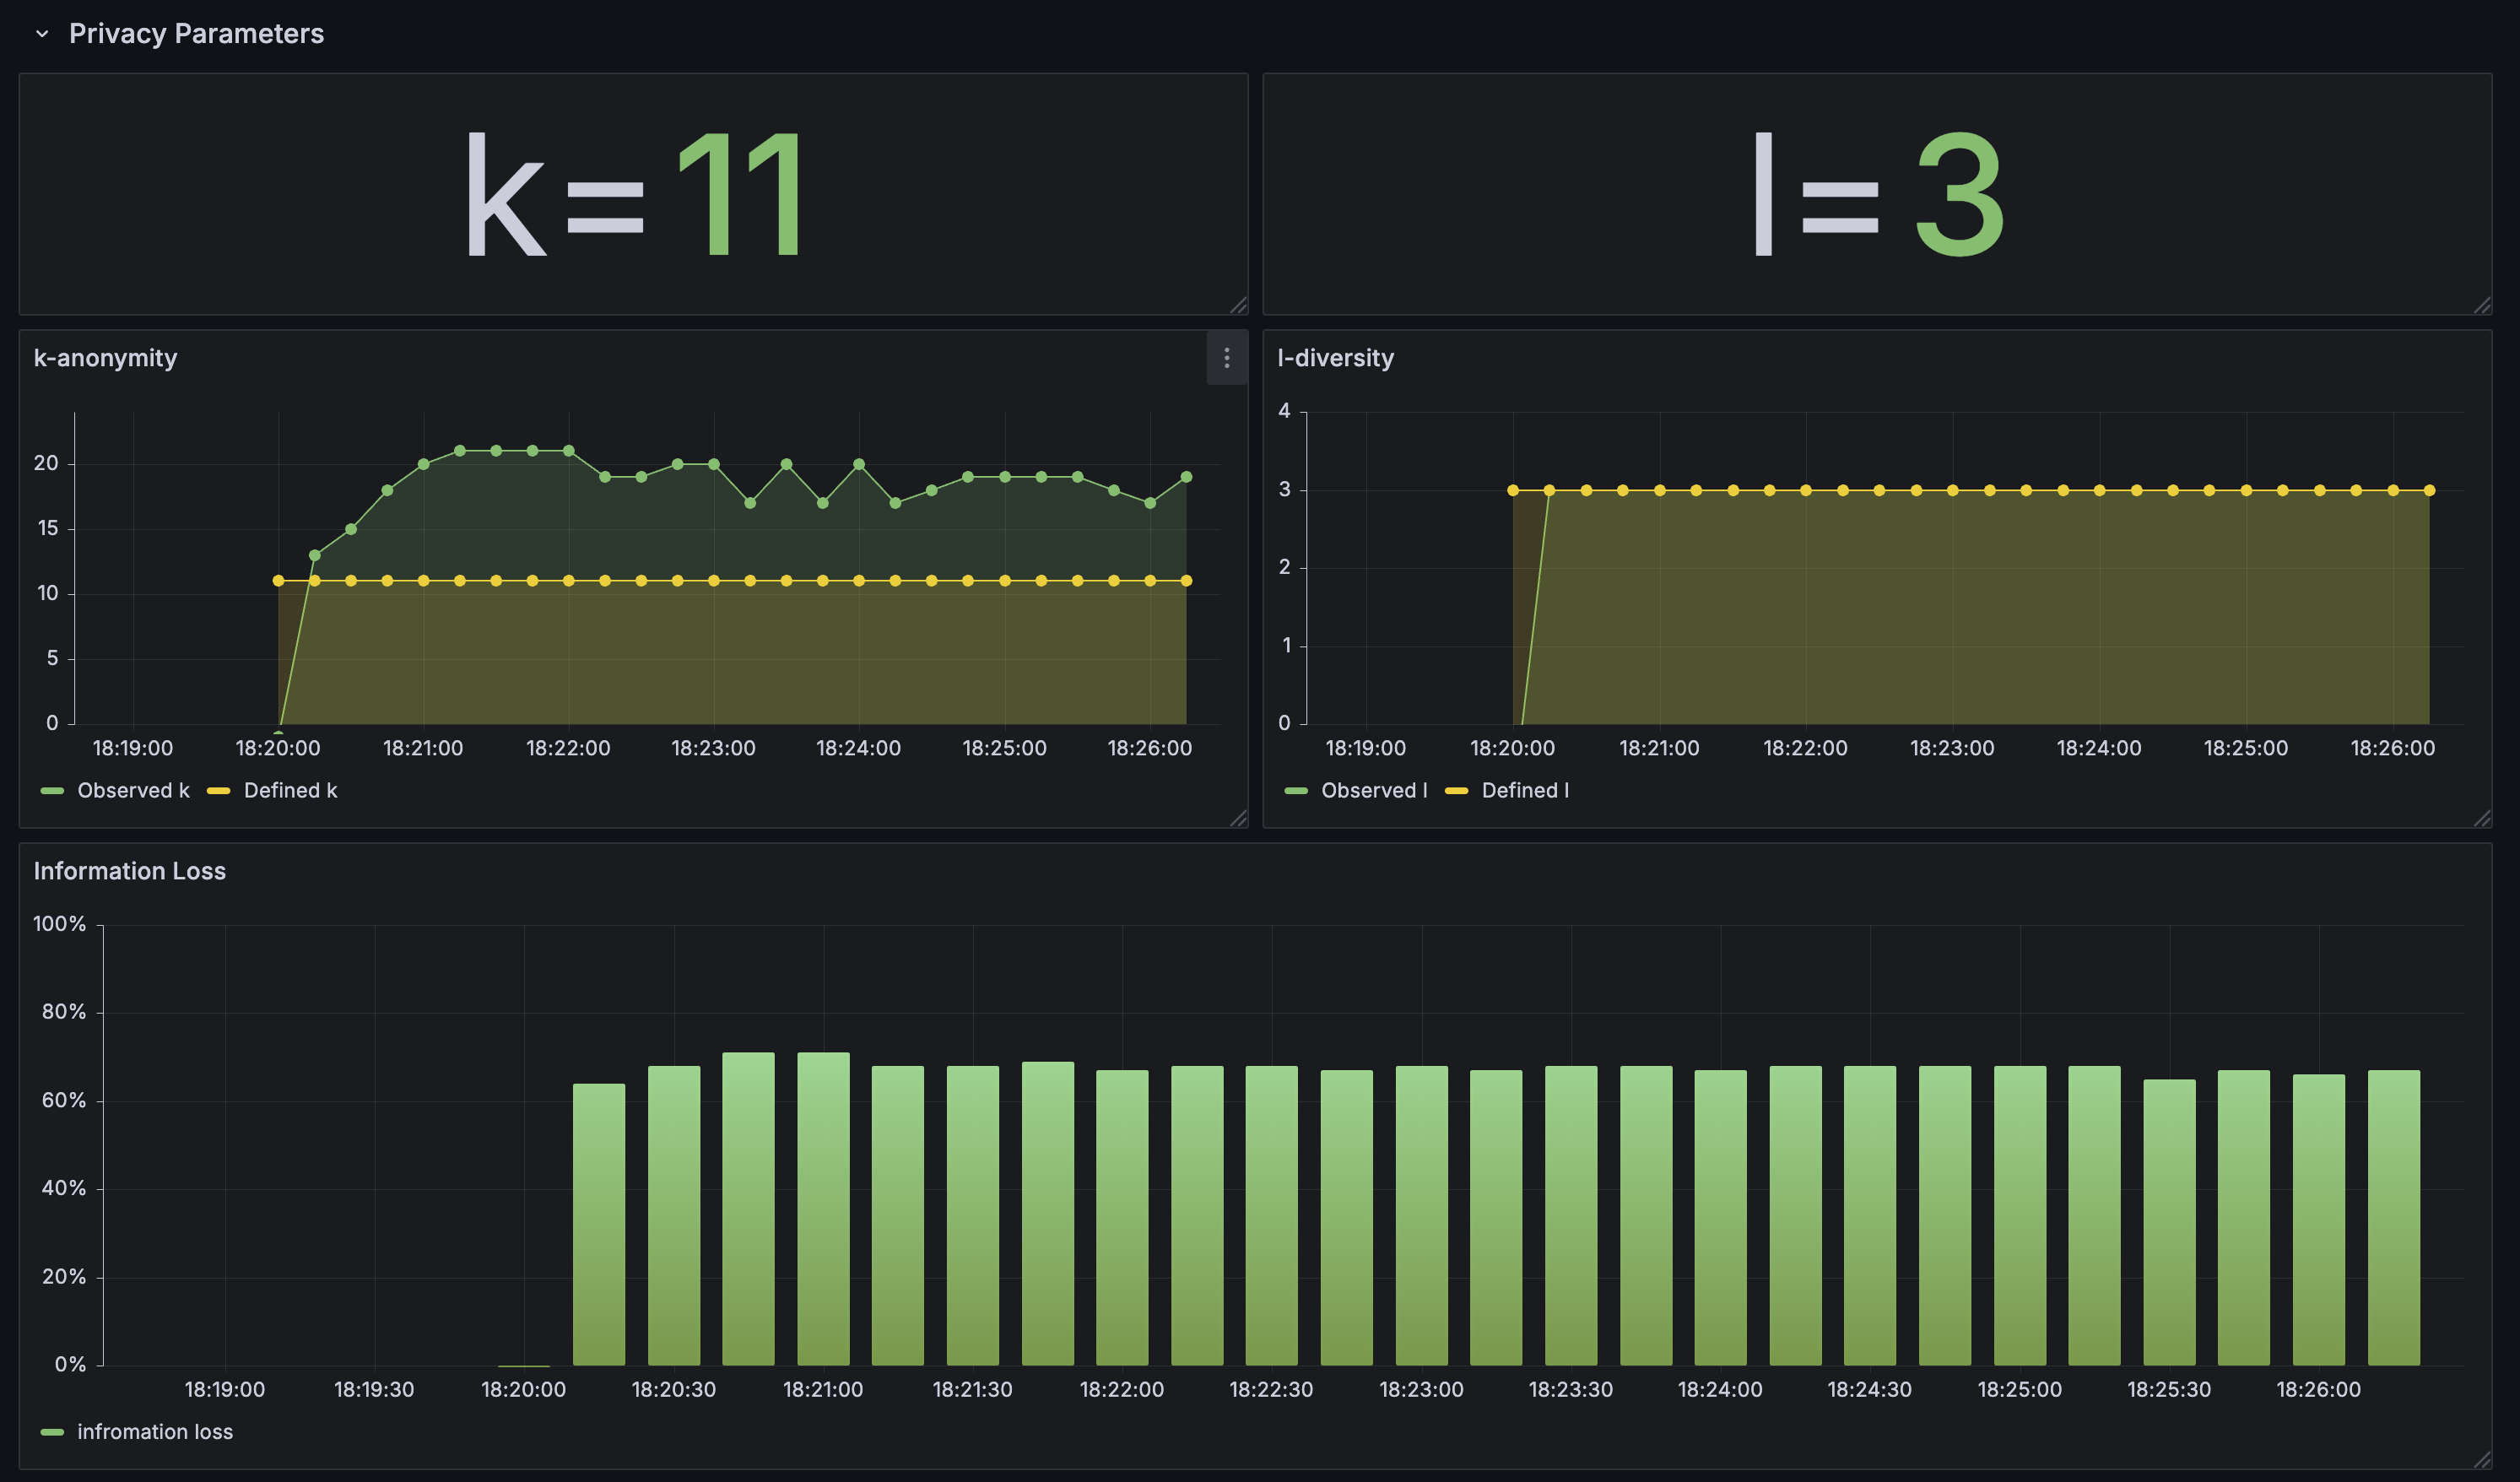 Privacy Parameters
k= 11
l= 3
k-anonymity
20
15
10
5
0
18:19:00 18:20:00 18:21:00 18:22:00 18:23:00 18:24:00 18:25:00 18:26:00
Observed k Defined k
l-diversity
4
3
2
1
0
18:19:00 18:20:00 18:21:00 18:22:00 18:23:00 18:24:00 18:25:00 18:26:00
Observed l Defined l
Information Loss
100%
80%
60%
40%
20%
0%
18:19:00 18:19:30 18:20:00 18:20:30 18:21:00 18:21:30 18:22:00 18:22:30 18:23:00 18:23:30 18:24:00 18:24:30 18:25:00 18:25:30 18:26:00
infromation loss